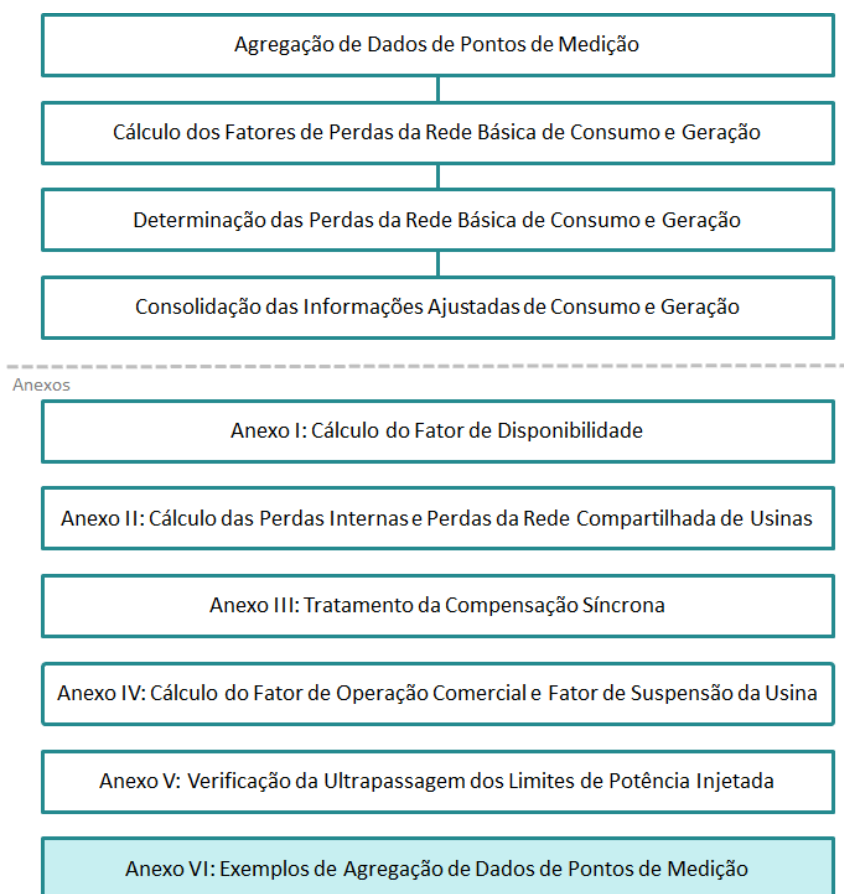 Agregação de Dados de Pontos de Medição
Cálculo dos Fatores de Perdas da Rede Básica de Consumo e Geração
Determinação das Perdas da Rede Básica de Consumo e Geração
Consolidação das Informações Ajustadas de Consumo e Geração
Anexos
Anexo I: Cálculo do Fator de Disponibilidade
Anexo II: Cálculo das Perdas Internas e Perdas da Rede Compartilhada de Usinas
Anexo III: Tratamento da Compensação Síncrona
Anexo IV: Cálculo do Fator de Operação Comercial e Fator de Suspensão da Usina
Anexo V: Verificação da Ultrapassagem dos Limites de Potência Injetada
Anexo VI: Exemplos de Agregação de Dados de Pontos de Medição